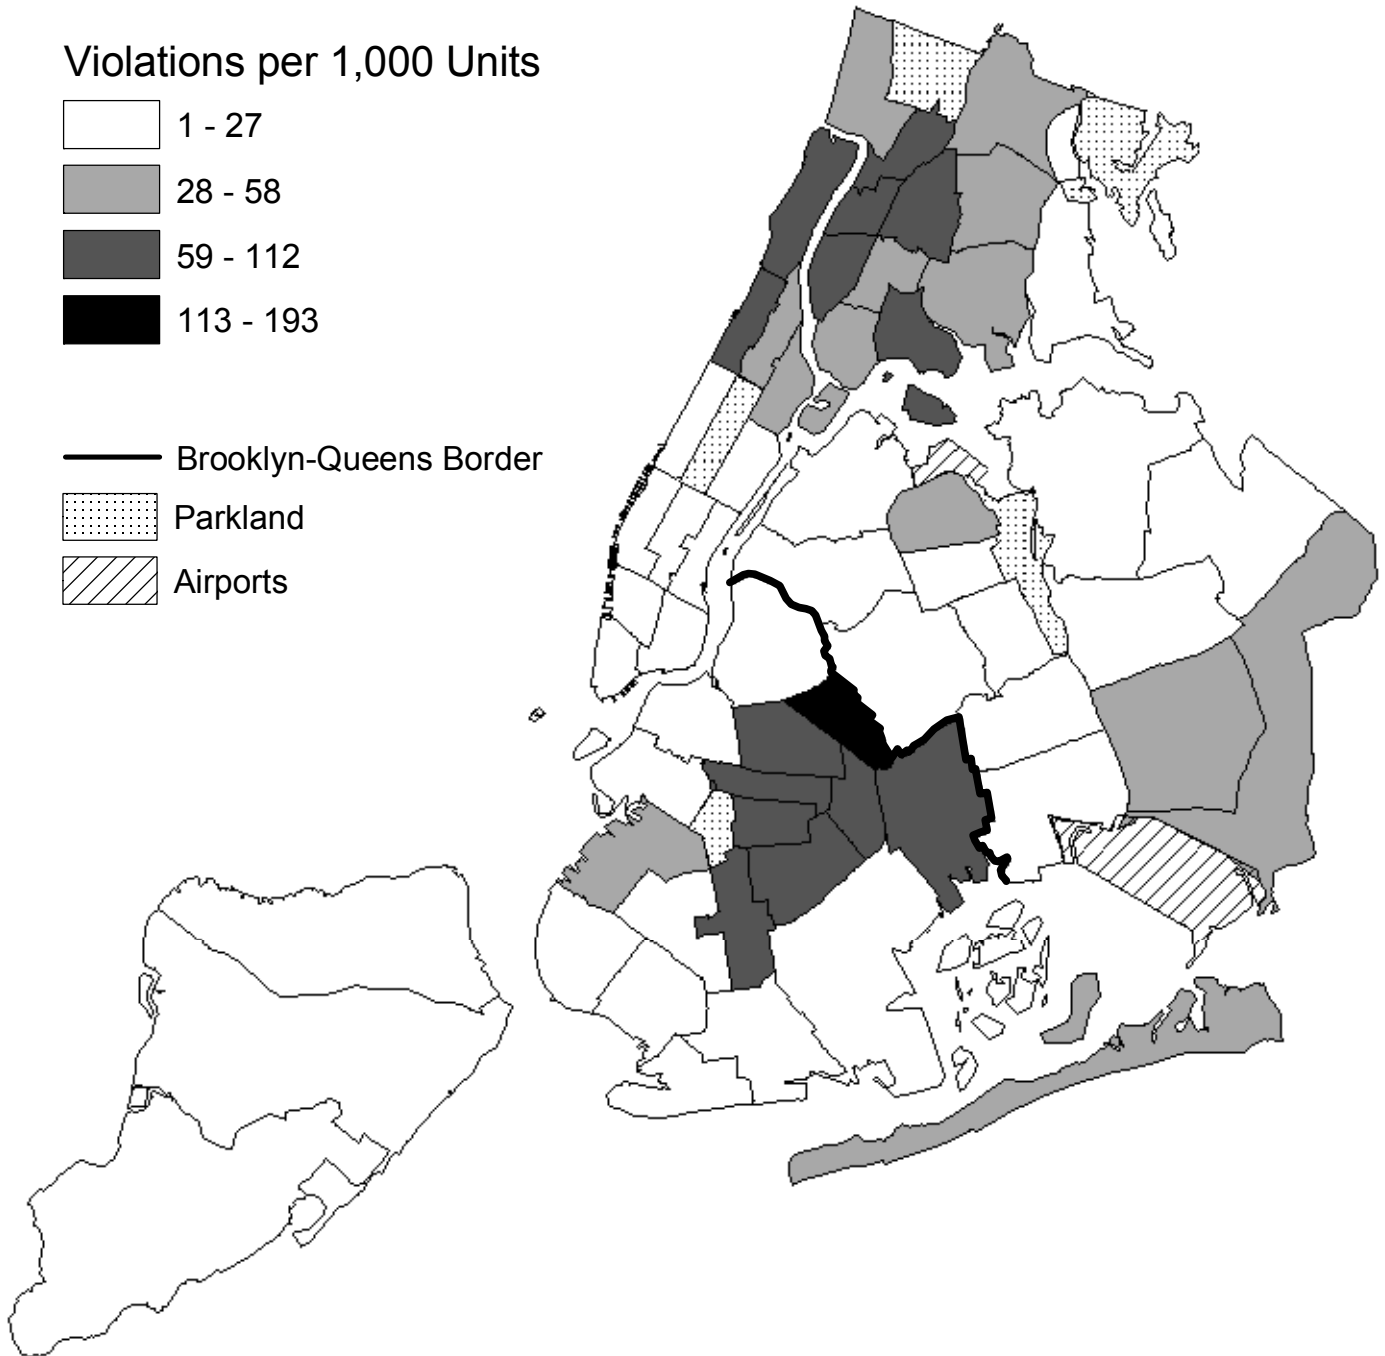 Violations per 1,000 Units
1 - 27
28 - 58
59 - 112
113 - 193
Brooklyn-Queens Border
Parkland
Airports